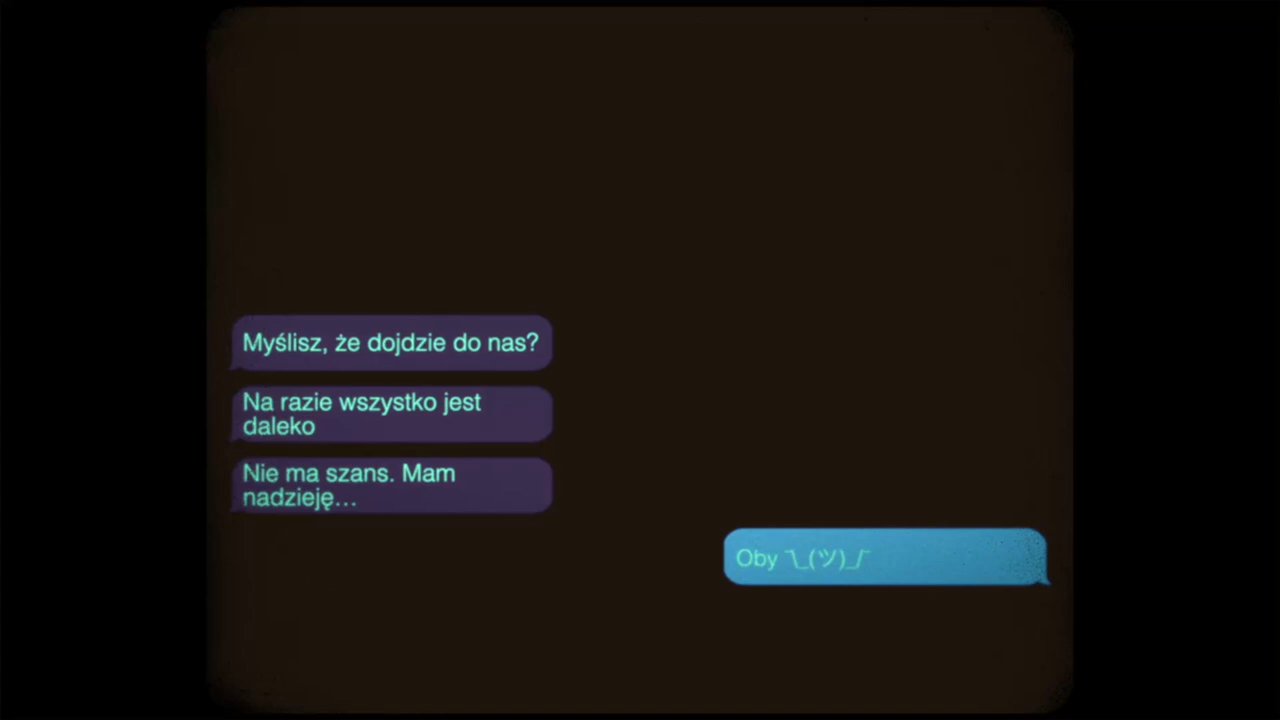 Myślisz, że dojdzie do nas?
Na razie wszystko jest
daleko
Nie ma szans. Mam
nadzieję...
Oby ¯\_(ツ)_/¯